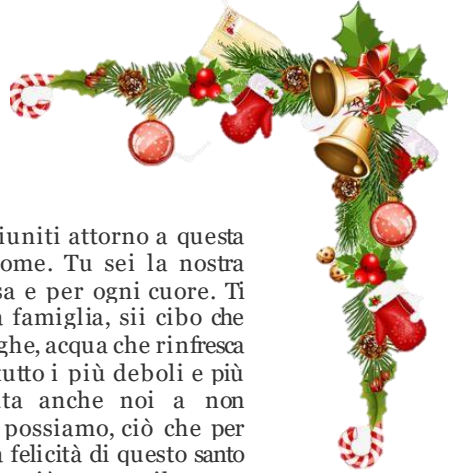 iuniti attorno a questa
ome. Tu sei la nostra
sa e per ogni cuore. Ti
famiglia, sii cibo che
ghe, acqua che rinfresca
tutto i più deboli e più
ta anche noi a non
possiamo, ciò che per
felicità di questo santo